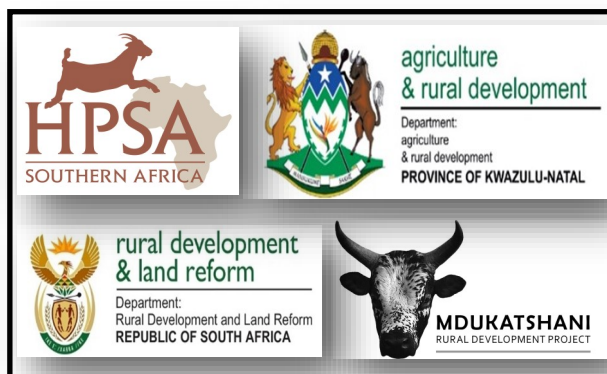 HPSA
SOUTHERN AFRICA
agriculture
& rural development
Department:
agriculture
& rural development
PROVINCE OF KWAZULU-NATAL
rural development
& land reform
Department:
Rural Development and Land Reform
REPUBLIC OF SOUTH AFRICA
MDUKATSHANI
RURAL DEVELOPMENT PROJECT